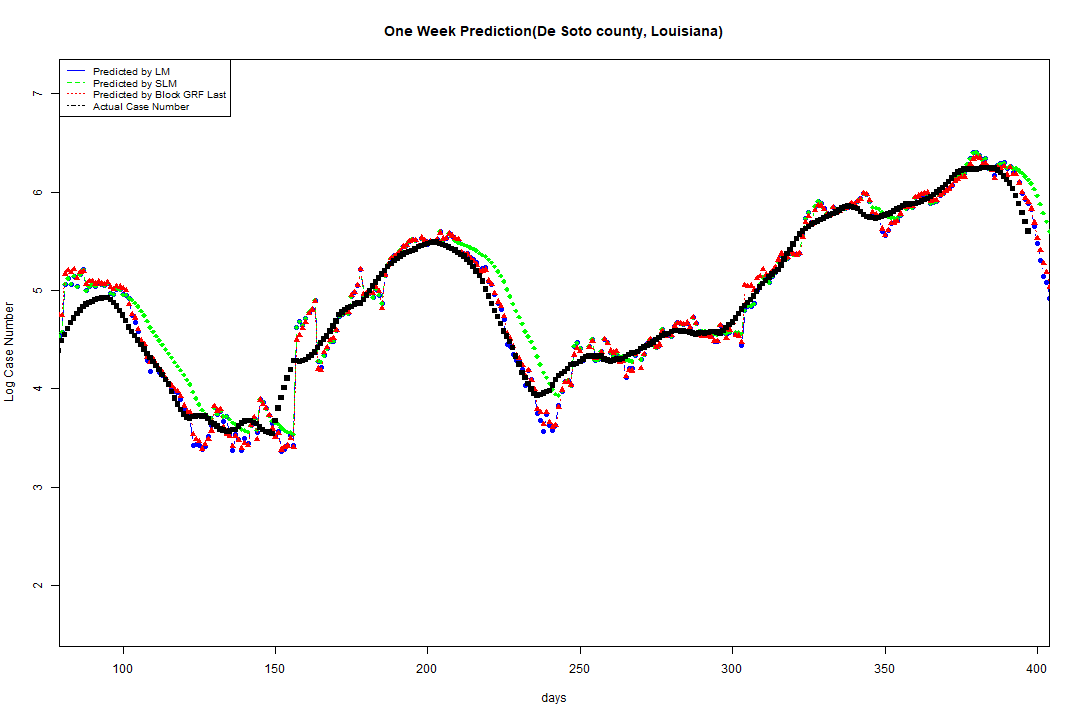 One Week Prediction(De Soto county, Louisiana)
Predicted by LM
Predicted by SLM
Predicted by Block GRF Last
Actual Case Number
7
6
5
4
3
2
Log Case Number
100 150 200 250 300 350 400
days